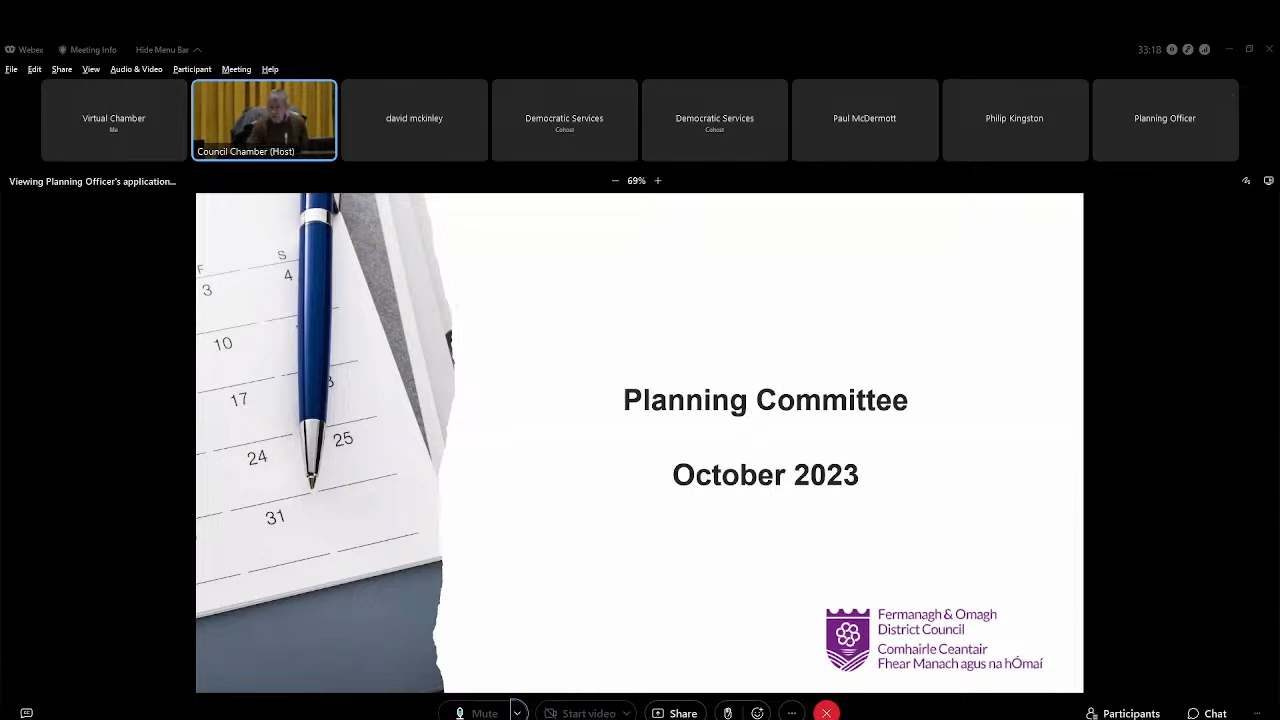 Webex
Meeting Info
Hide Menu Bar
33:18
File Edit Share View Audio & Video Participant Meeting Help
Virtual Chamber
Me
Council Chamber (Host)
david mckinley
Democratic Services
Cohost
Democratic Services
Cohost
Paul McDermott
Philip Kingston
Planning Officer
Viewing Planning Officer's application...
69%
F
S
3
4
10
17
24
25
31
Planning Committee
October 2023
Fermanagh & Omagh
District Council
Comhairle Ceantair
Fhear Manach agus na hÓmaí
Mute
Start video
Share
Participants
Chat